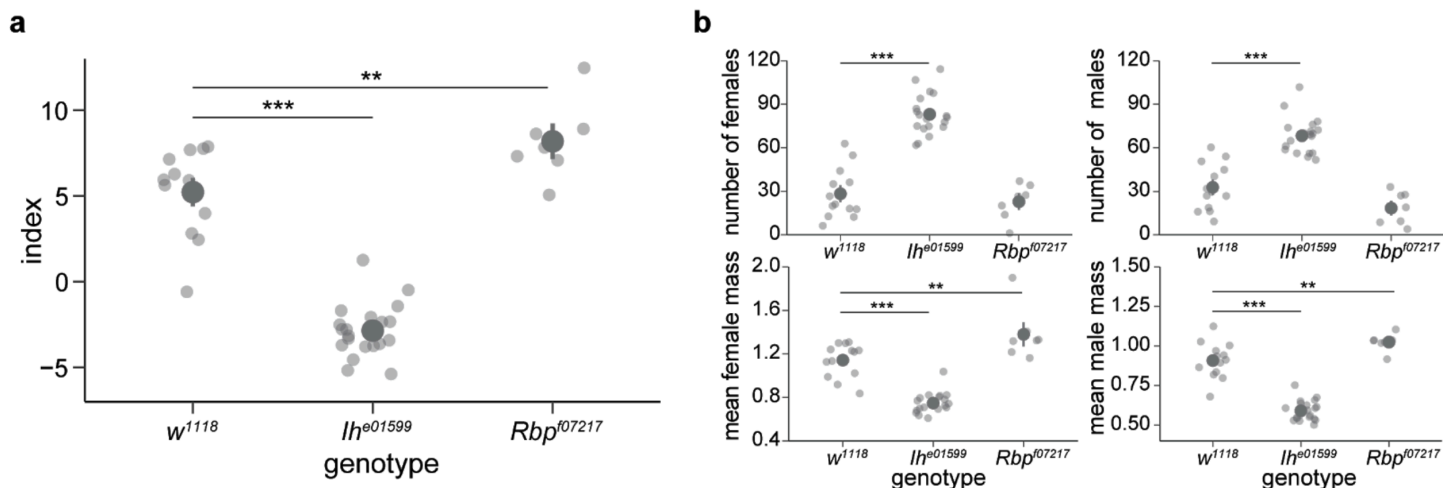 a
index
10
5
0
−5
**
***
w1118
Ihe01599
Rbpf07217
genotype
b
number of females
120
90
60
30
0
***
w1118
Ihe01599
Rbpf07217
number of males
120
90
60
30
0
***
w1118
Ihe01599
Rbpf07217
mean female mass
2.0
1.6
1.2
0.8
0.4
**
***
w1118
Ihe01599
Rbpf07217
genotype
mean male mass
1.50
1.25
1.00
0.75
0.50
**
***
w1118
Ihe01599
Rbpf07217
genotype